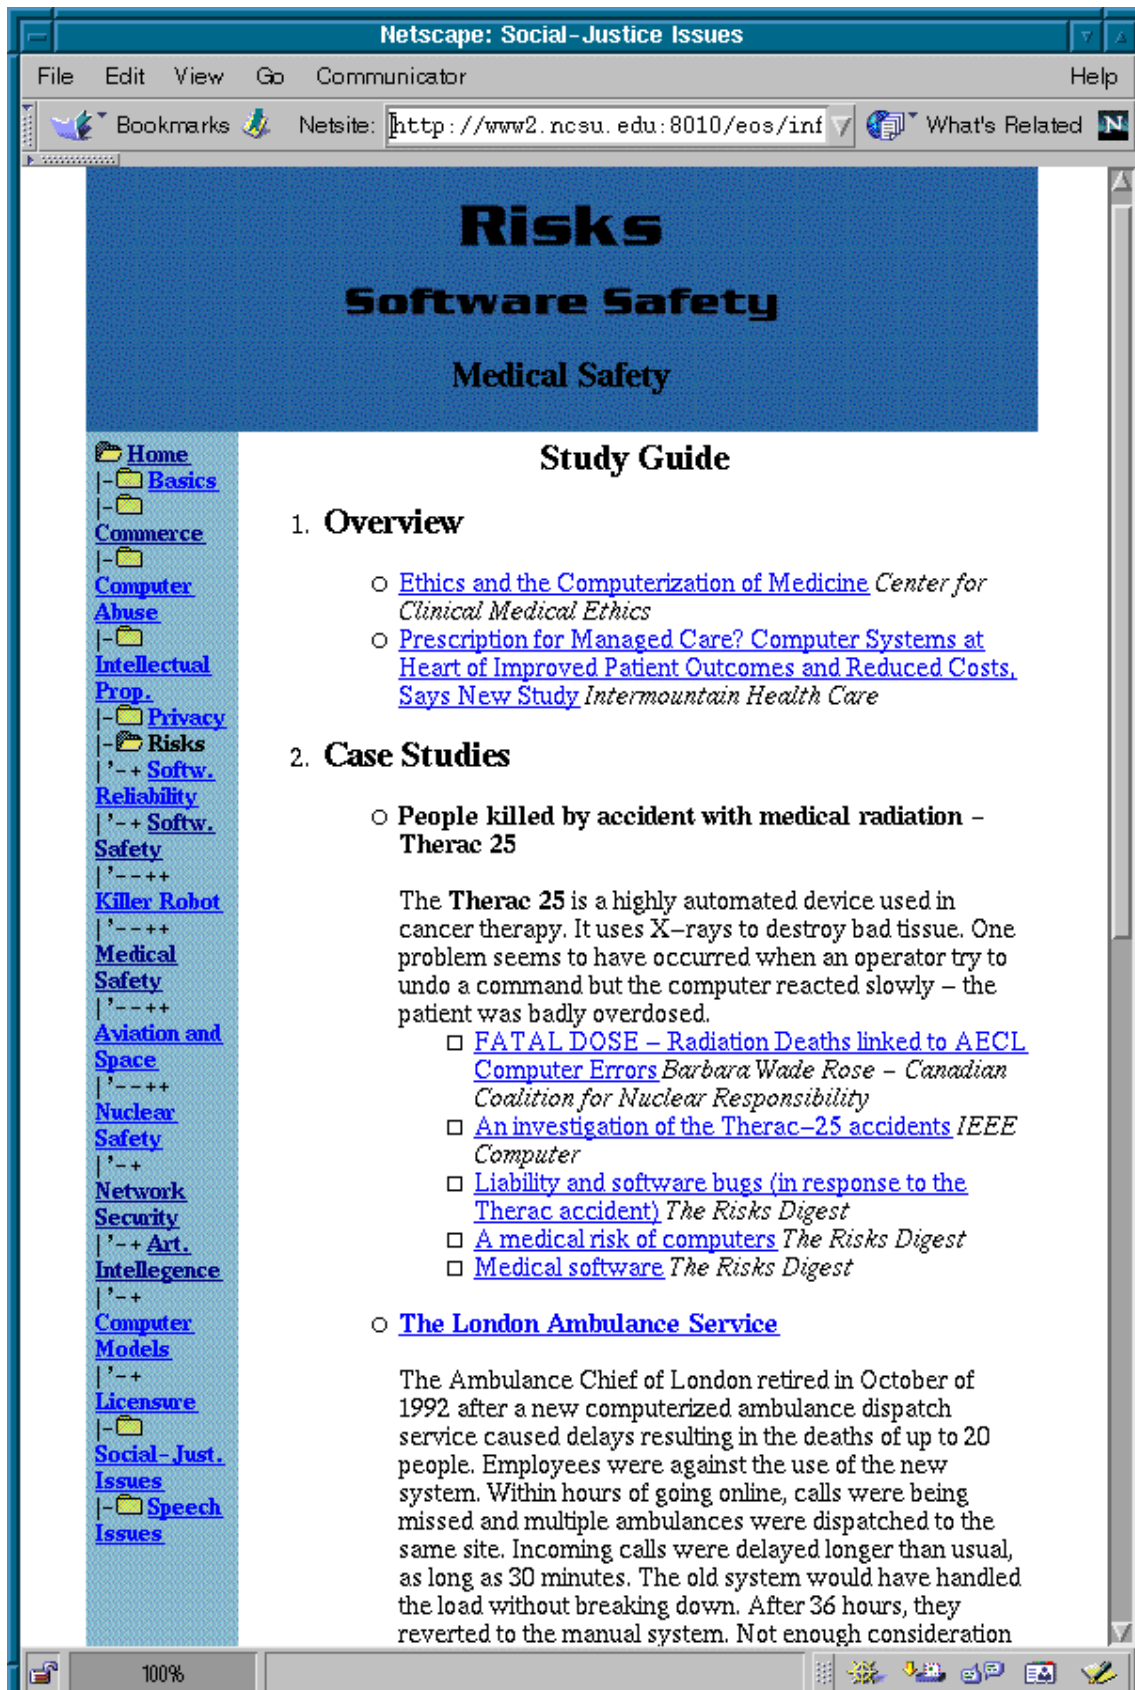 Netscape: Social-Justice Issues
File Edit View Go Communicator Help
Bookmarks Netsite: http://www2.ncsu.edu:8010/eos/inf What's Related N
Risks
Software Safety
Medical Safety
Home
|- Basics
|-
Commerce
|-
Computer
Abuse
|-
Intellectual
Prop.
|- Privacy
|- Risks
| '-+ Softw.
Reliability
| '-+ Softw.
Safety
| '--++
Killer Robot
| '--++
Medical
Safety
| '--++
Aviation and
Space
| '--++
Nuclear
Safety
| '-+
Network
Security
| '-+ Art.
Intellegence
| '-+
Computer
Models
| '-+
Licensure
|-
Social-Just.
Issues
|- Speech
Issues
Study Guide
1. Overview
Ethics and the Computerization of Medicine Center for
Clinical Medical Ethics
Prescription for Managed Care? Computer Systems at
Heart of Improved Patient Outcomes and Reduced Costs,
Says New Study Intermountain Health Care
2. Case Studies
People killed by accident with medical radiation –
Therac 25
The Therac 25 is a highly automated device used in
cancer therapy. It uses X–rays to destroy bad tissue. One
problem seems to have occurred when an operator try to
undo a command but the computer reacted slowly – the
patient was badly overdosed.
FATAL DOSE – Radiation Deaths linked to AECL
Computer Errors Barbara Wade Rose – Canadian
Coalition for Nuclear Responsibility
An investigation of the Therac–25 accidents IEEE
Computer
Liability and software bugs (in response to the
Therac accident) The Risks Digest
A medical risk of computers The Risks Digest
Medical software The Risks Digest
The London Ambulance Service
The Ambulance Chief of London retired in October of
1992 after a new computerized ambulance dispatch
service caused delays resulting in the deaths of up to 20
people. Employees were against the use of the new
system. Within hours of going online, calls were being
missed and multiple ambulances were dispatched to the
same site. Incoming calls were delayed longer than usual,
as long as 30 minutes. The old system would have handled
the load without breaking down. After 36 hours, they
reverted to the manual system. Not enough consideration
100%